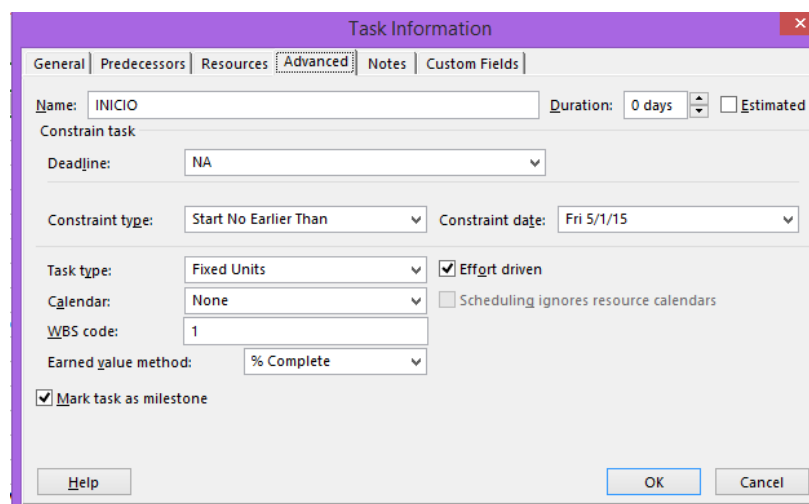 Task Information
General Predecessors Resources Advanced Notes Custom Fields
Name: INICIO Duration: 0 days Estimated
Constrain task
Deadline: NA
Constraint type: Start No Earlier Than Constraint date: Fri 5/1/15
Task type: Fixed Units Effort driven
Calendar: None Scheduling ignores resource calendars
WBS code: 1
Earned value method: % Complete
Mark task as milestone
Help OK Cancel